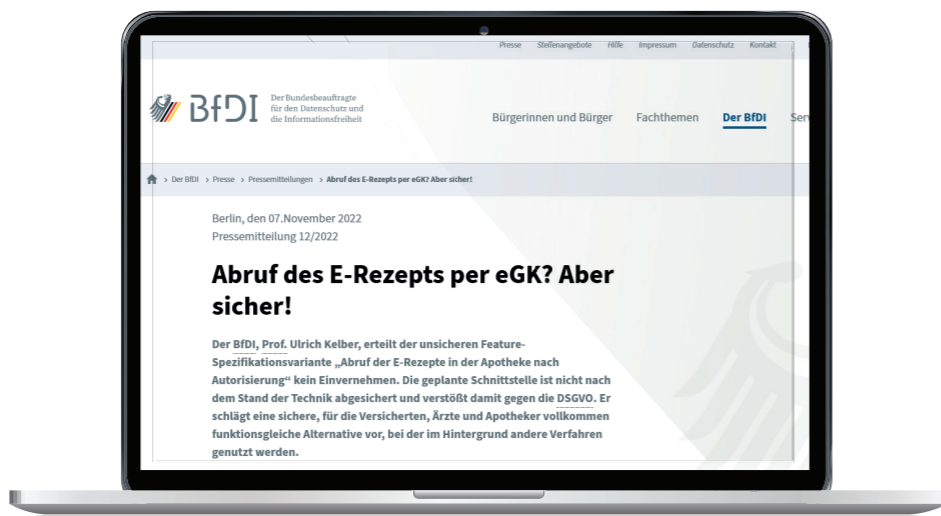 Presse Stellenangebote Hilfe Impressum Datenschutz Kontakt
BfDI
Der Bundesbeauftragte
für den Datenschutz und
die Informationsfreiheit
Bürgerinnen und Bürger Fachthemen Der BfDI Serv
> Der BfDI > Presse > Pressemitteilungen > Abruf des E-Rezepts per eGK? Aber sicher!
Berlin, den 07.November 2022
Pressemitteilung 12/2022
Abruf des E-Rezepts per eGK? Aber
sicher!
Der BfDI, Prof. Ulrich Kelber, erteilt der unsicheren Feature-
Spezifikationsvariante „Abruf der E-Rezepte in der Apotheke nach
Autorisierung“ kein Einvernehmen. Die geplante Schnittstelle ist nicht nach
dem Stand der Technik abgesichert und verstößt damit gegen die DSGVO. Er
schlägt eine sichere, für die Versicherten, Ärzte und Apotheker vollkommen
funktionsgleiche Alternative vor, bei der im Hintergrund andere Verfahren
genutzt werden.